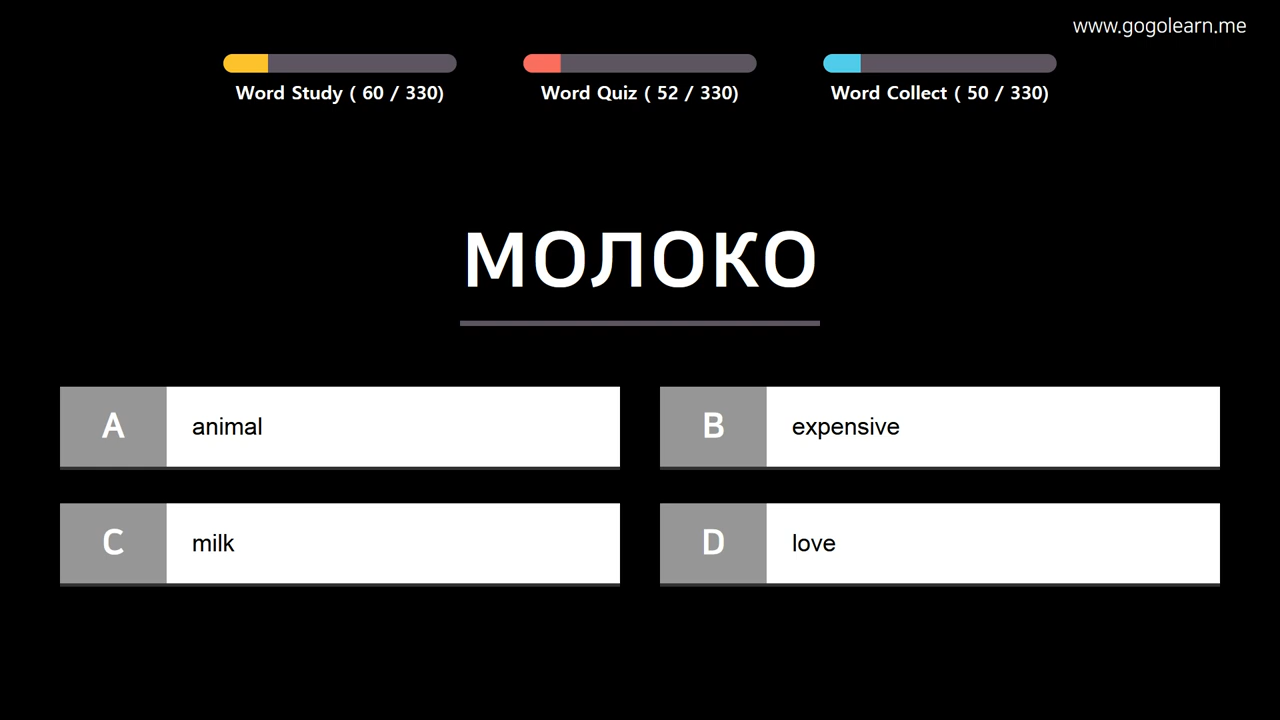 www.gogolearn.me
Word Study ( 60 / 330)
Word Quiz ( 52 / 330)
Word Collect ( 50 / 330)
молоко
A animal
B expensive
C milk
D love